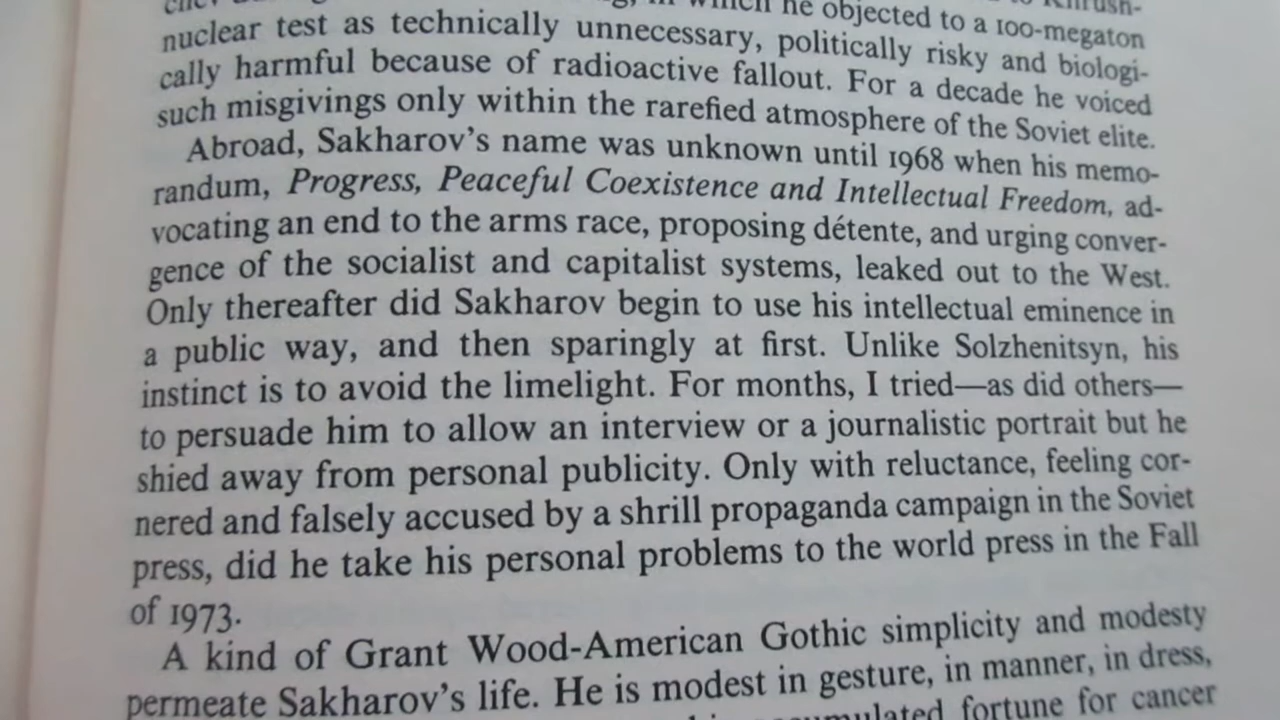 which he objected to a 100-megaton
nuclear test as technically unnecessary, politically risky and biologi-
cally harmful because of radioactive fallout. For a decade he voiced
such misgivings only within the rarefied atmosphere of the Soviet elite.
Abroad, Sakharov's name was unknown until 1968 when his memo-
randum, Progress, Peaceful Coexistence and Intellectual Freedom, ad-
vocating an end to the arms race, proposing détente, and urging conver-
gence of the socialist and capitalist systems, leaked out to the West.
Only thereafter did Sakharov begin to use his intellectual eminence in
a public way, and then sparingly at first. Unlike Solzhenitsyn, his
instinct is to avoid the limelight. For months, I tried—as did others—
to persuade him to allow an interview or a journalistic portrait but he
shied away from personal publicity. Only with reluctance, feeling cor-
nered and falsely accused by a shrill propaganda campaign in the Soviet
press, did he take his personal problems to the world press in the Fall
of 1973.
A kind of Grant Wood-American Gothic simplicity and modesty
permeate Sakharov's life. He is modest in gesture, in manner, in dress,
fortune for cancer